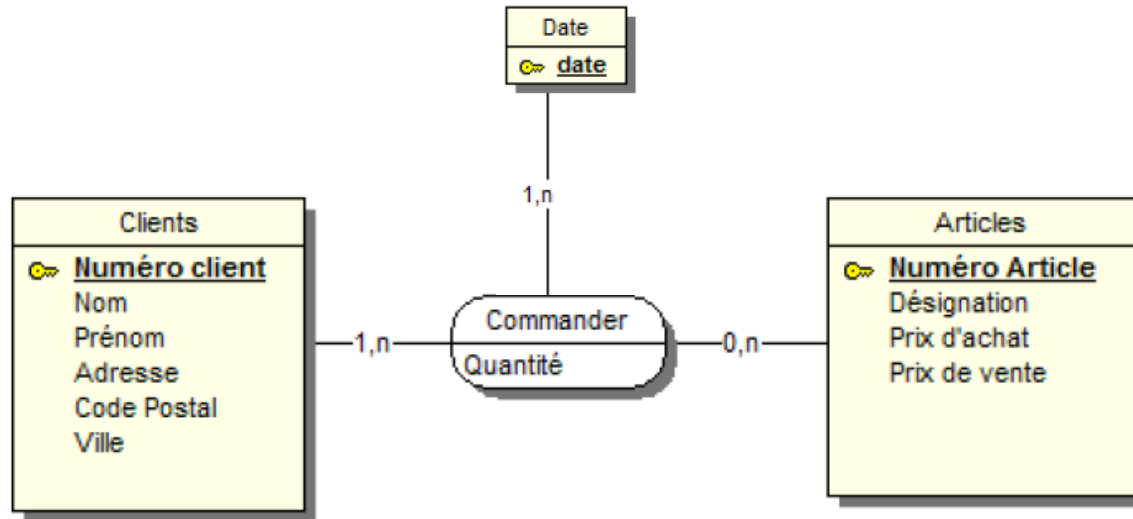 Date
date
1,n
Clients
Numéro client
Nom
Prénom
Adresse
Code Postal
Ville
1,n
Commander
Quantité
0,n
Articles
Numéro Article
Désignation
Prix d'achat
Prix de vente